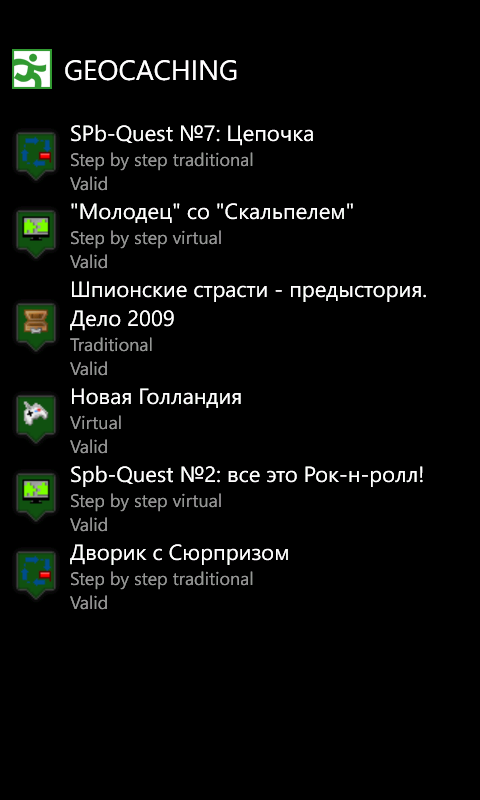 GEOCACHING
SPb-Quest №7: Цепочка
Step by step traditional
Valid
"Молодец" со "Скальпелем"
Step by step virtual
Valid
Шпионские страсти - предыстория.
Дело 2009
Traditional
Valid
Новая Голландия
Virtual
Valid
Spb-Quest №2: все это Рок-н-ролл!
Step by step virtual
Valid
Дворик с Сюрпризом
Step by step traditional
Valid